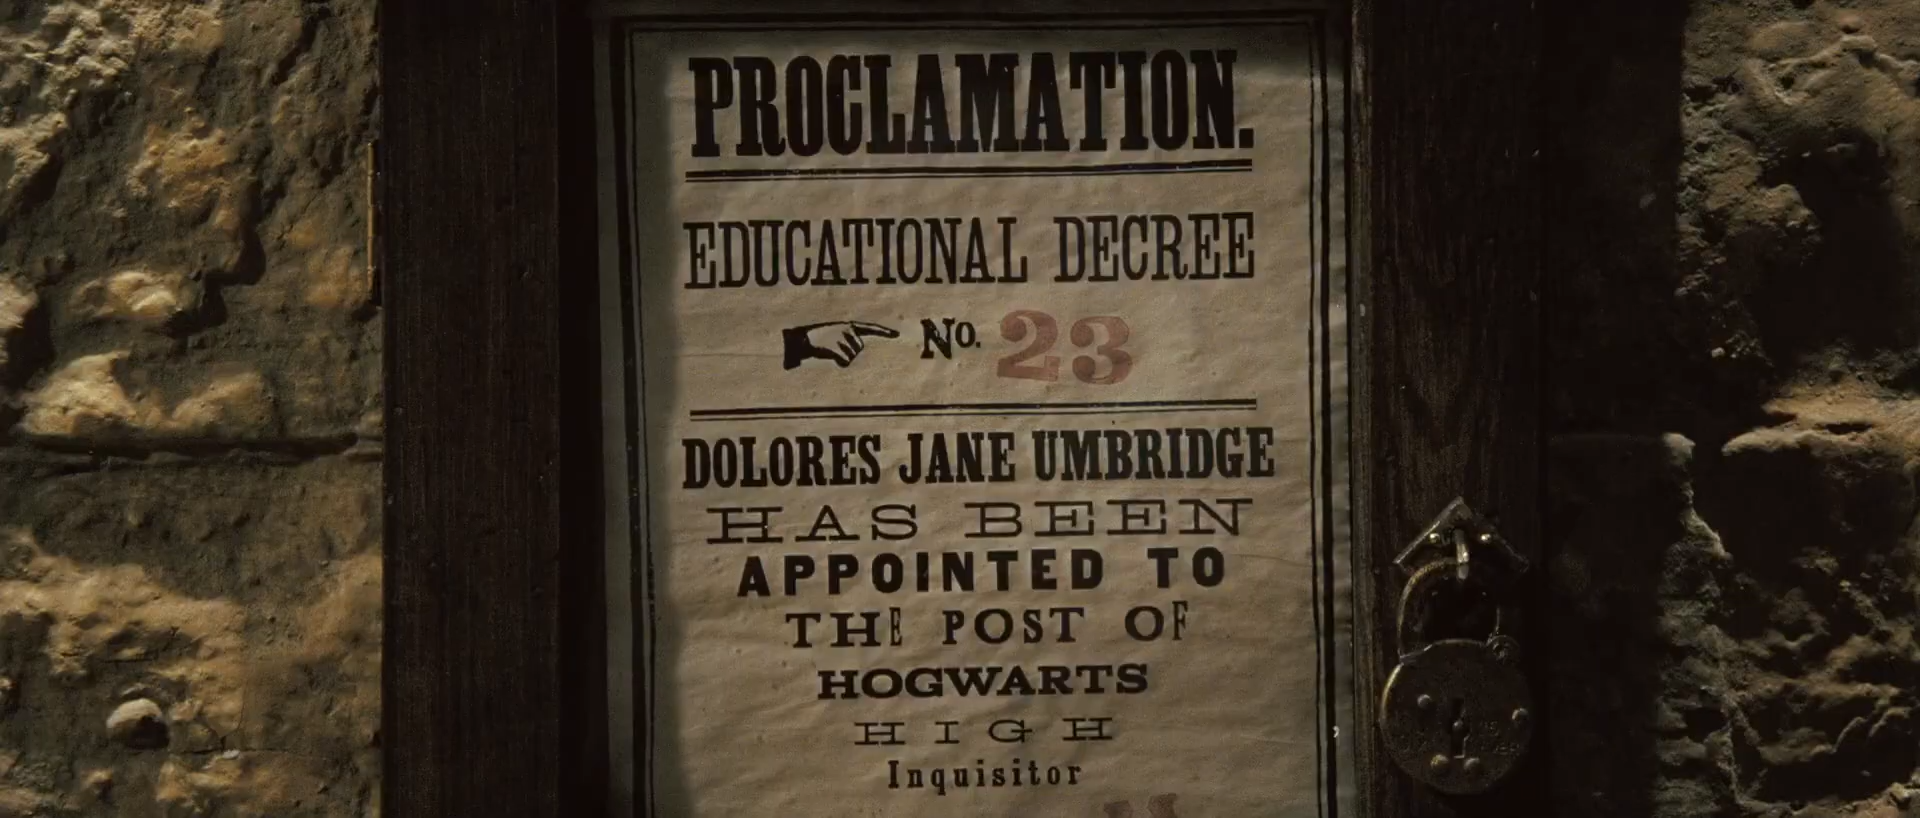 PROCLAMATION.
EDUCATIONAL DECREE
No. 23
DOLORES JANE UMBRIDGE
HAS BEEN
APPOINTED TO
THE POST OF
HOGWARTS
HIGH
Inquisitor